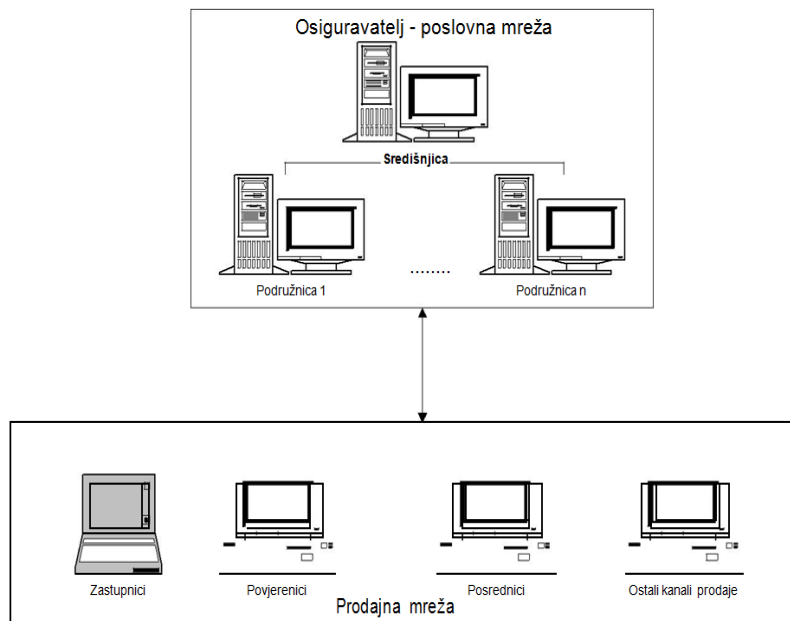 Osiguravatelj - poslovna mreža
Središnjica
Podružnica 1
........
Podružnica n
Zastupnici
Povjerenici
Posrednici
Ostali kanali prodaje
Prodajna mreža